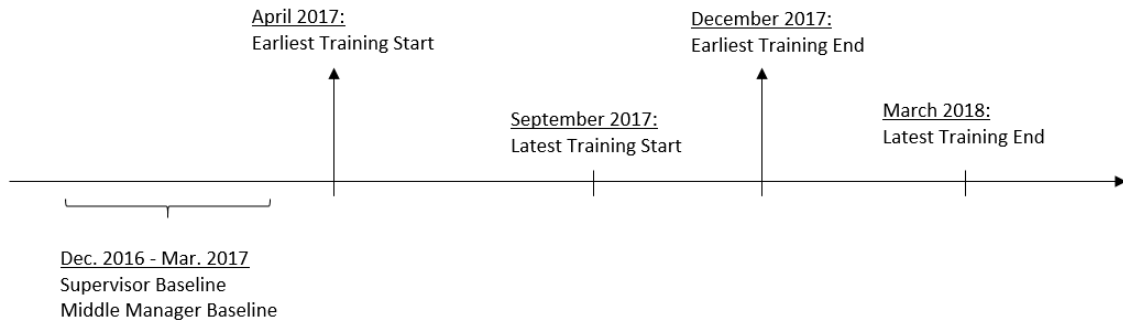 April 2017:
Earliest Training Start
December 2017:
Earliest Training End
September 2017:
Latest Training Start
March 2018:
Latest Training End
Dec. 2016 - Mar. 2017
Supervisor Baseline
Middle Manager Baseline